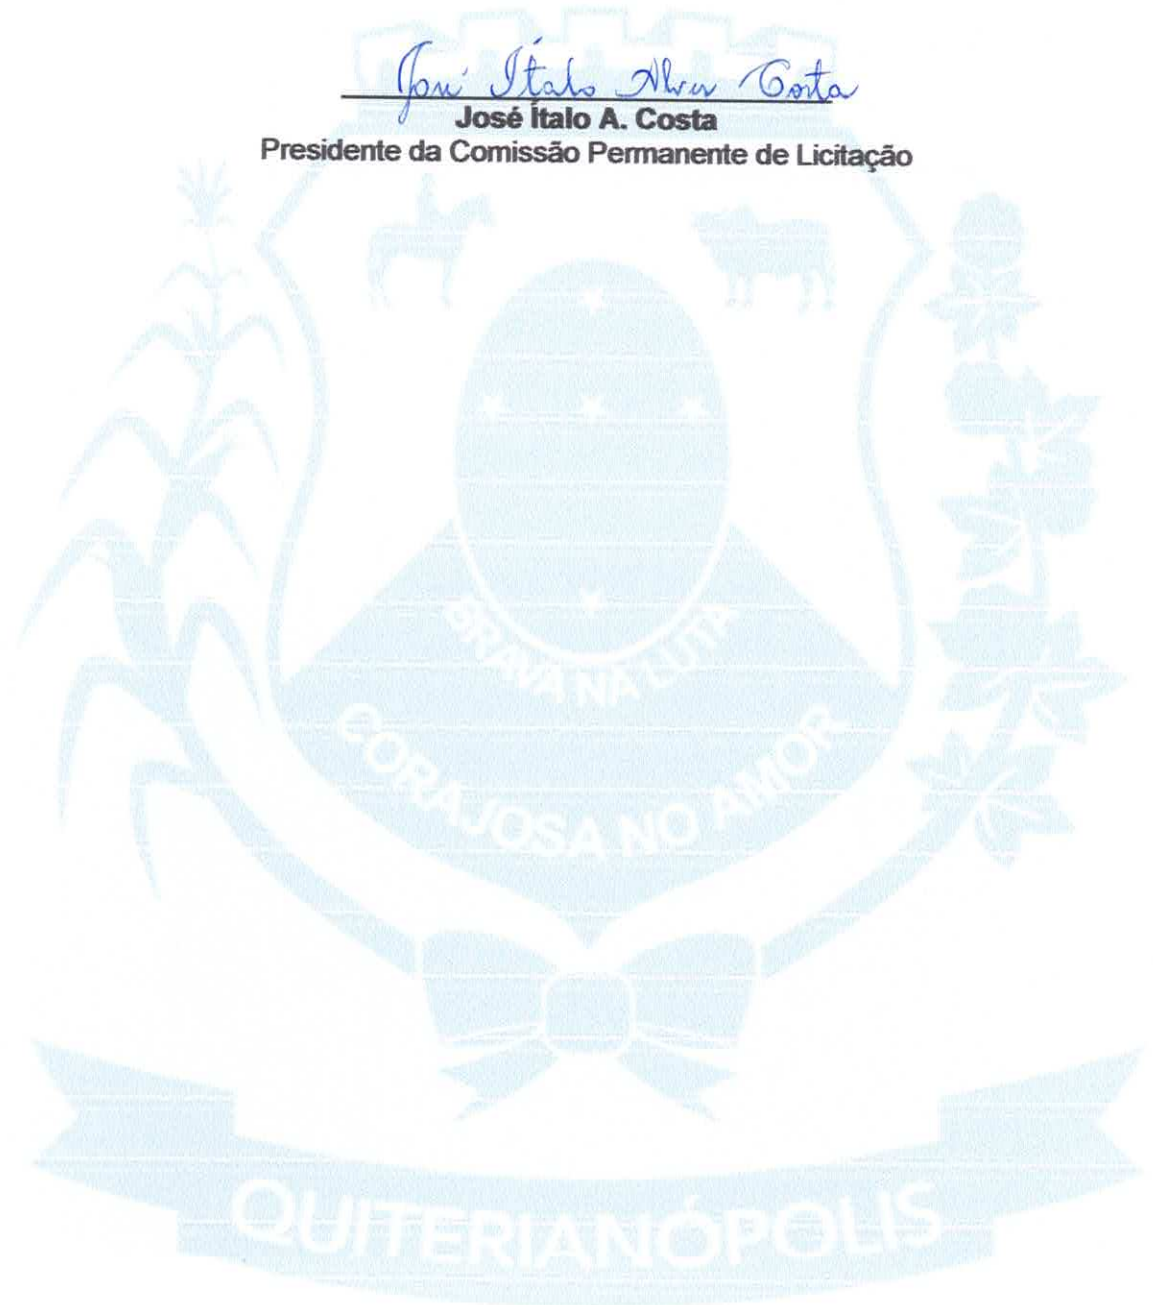 José Ítalo Alves Costa
José Ítalo A. Costa
Presidente da Comissão Permanente de Licitação
BRAVA NA LUTA
CORAJOSA NO AMOR
QUITERIANÓPOLIS